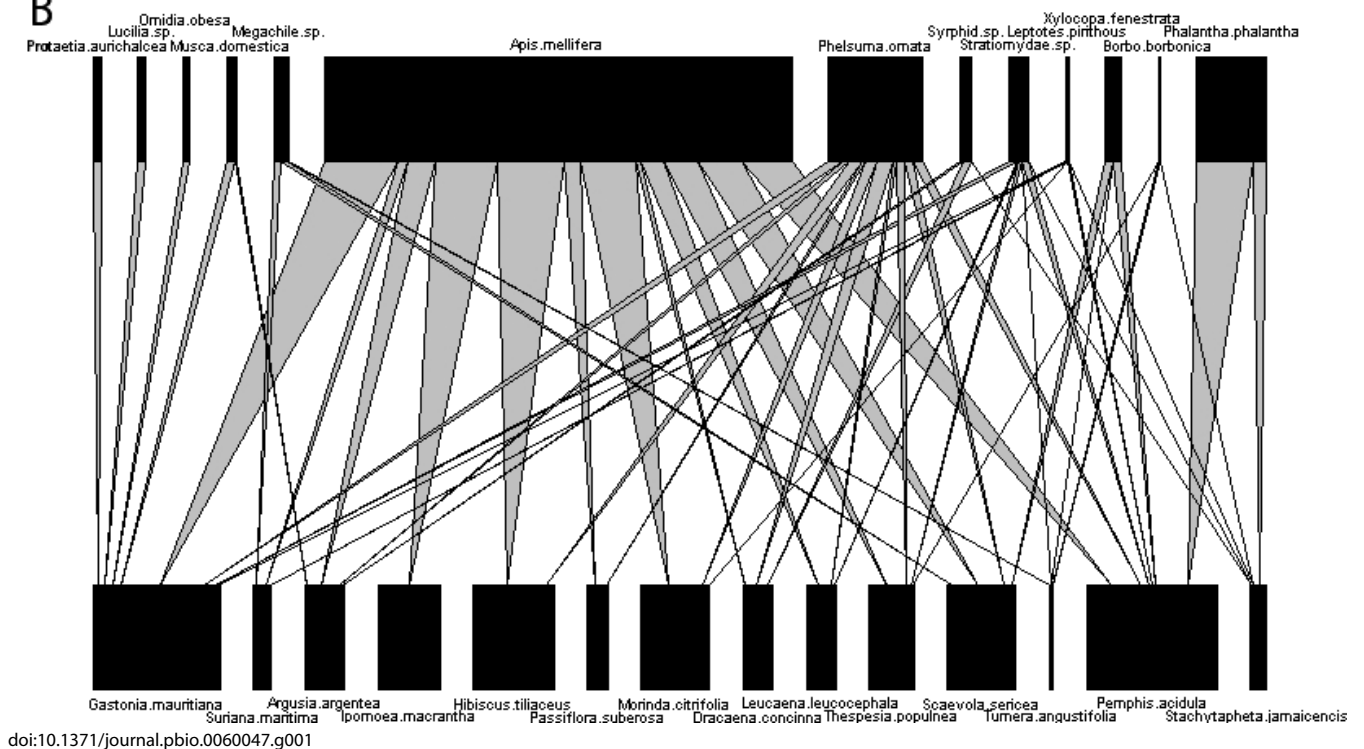 B
Ornidia.obesa
Xylocopa.fenestrata
Lucilia.sp.
Megachile.sp.
Syrphid.sp.
Leptotes.pirithous
Phalantha.phalantha
Protaetia.aurichalcea
Musca.domestica
Apis.mellifera
Phelsuma.ornata
Stratiomydae.sp.
Borbo.borbonica
Gastonia.mauritiana
Argusia.argentea
Hibiscus.tiliaceus
Morinda.citrifolia
Leucaena.leucocephala
Scaevola.sericea
Pemphis.acidula
Suriana.maritima
Ipomoea.macrantha
Passiflora.suberosa
Dracaena.concinna
Thespesia.populnea
Turnera.angustifolia
Stachytapheta.jamaicencis
doi:10.1371/journal.pbio.0060047.g001